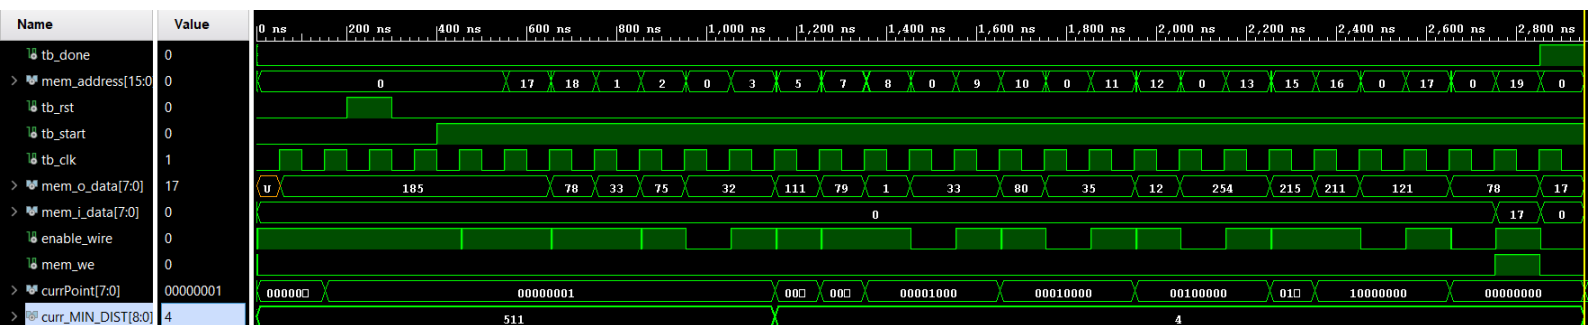 Name Value 0 ns 200 ns 400 ns 600 ns 800 ns 1,000 ns 1,200 ns 1,400 ns 1,600 ns 1,800 ns 2,000 ns 2,200 ns 2,400 ns 2,600 ns 2,800 ns
tb_done 0
mem_address[15:0 0 0 17 18 1 2 0 3 5 7 8 0 9 10 0 11 12 0 13 15 16 0 17 0 19 0
tb_rst 0
tb_start 0
tb_clk 1
mem_o_data[7:0] 17 U 185 78 33 75 32 111 79 1 33 80 35 12 254 215 211 121 78 17
mem_i_data[7:0] 0 0 17 0
enable_wire 0
mem_we 0
currPoint[7:0] 00000001 00000□ 00000001 00□ 00□ 00001000 00010000 00100000 01□ 10000000 00000000
curr_MIN_DIST[8:0] 4 511 4